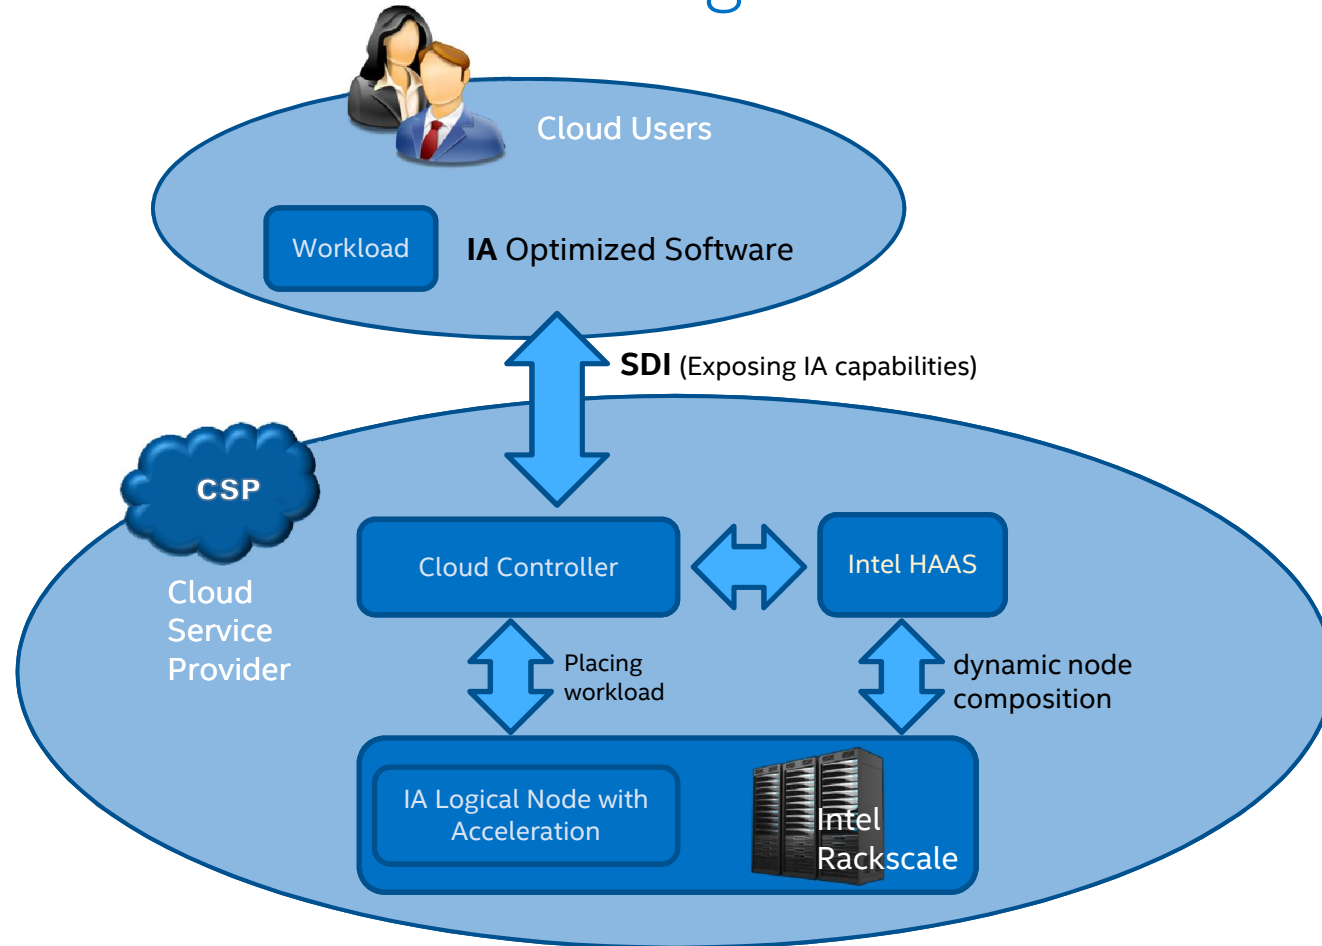 Cloud Users
Workload
IA Optimized Software
SDI (Exposing IA capabilities)
CSP
Cloud
Service
Provider
Cloud Controller
Intel HAAS
Placing
workload
dynamic node
composition
IA Logical Node with
Acceleration
Intel
Rackscale